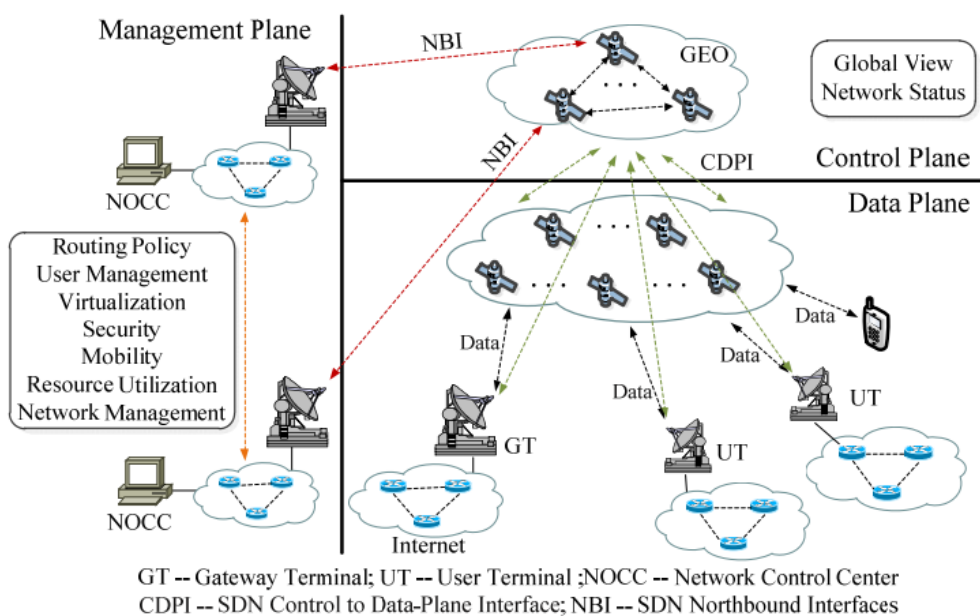 Management Plane
NBI
GEO
Global View
Network Status
NBI
CDPI
Control Plane
NOCC
Data Plane
Routing Policy
User Management
Virtualization
Security
Mobility
Resource Utilization
Network Management
Data
Data
Data
Data
GT
UT
UT
NOCC
Internet
GT -- Gateway Terminal; UT -- User Terminal ;NOCC -- Network Control Center
CDPI -- SDN Control to Data-Plane Interface; NBI -- SDN Northbound Interfaces